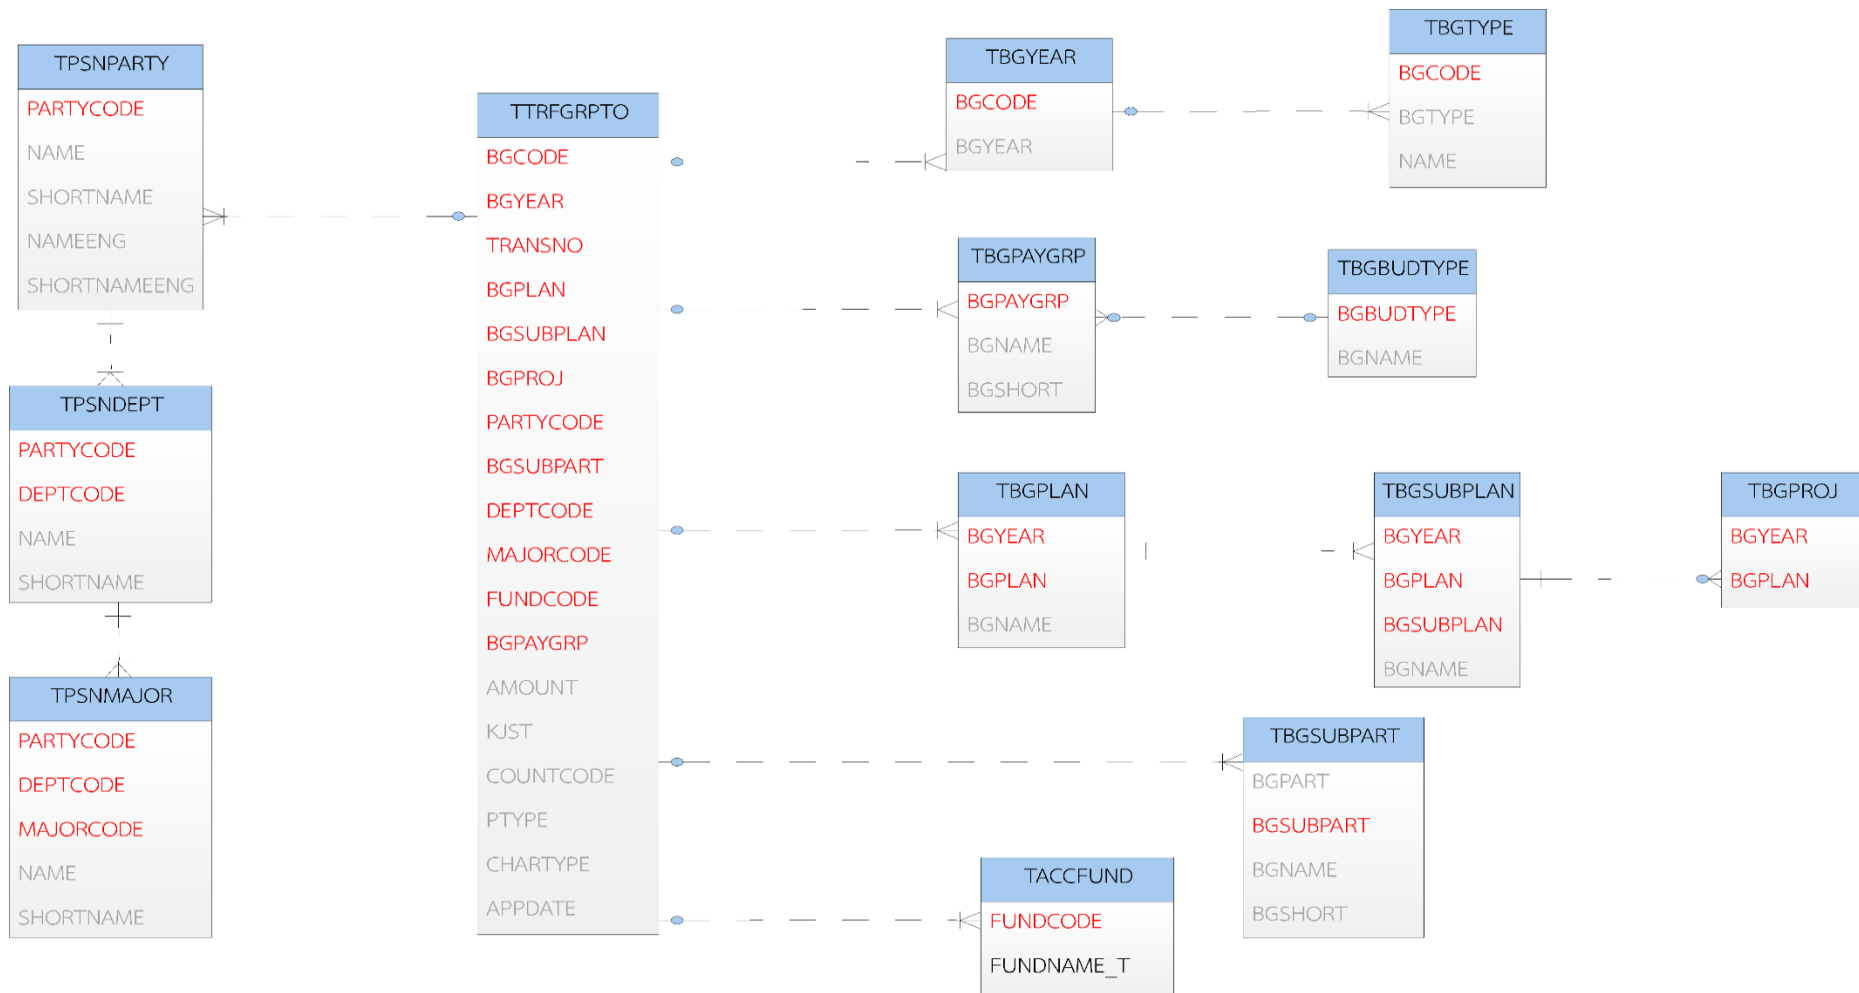 TPSNPARTY
PARTYCODE
NAME
SHORTNAME
NAMEENG
SHORTNAMEENG
TPSNDEPT
PARTYCODE
DEPTCODE
NAME
SHORTNAME
TPSNMAJOR
PARTYCODE
DEPTCODE
MAJORCODE
NAME
SHORTNAME
TTRFGRPTO
BGCODE
BGYEAR
TRANSNO
BGPLAN
BGSUBPLAN
BGPROJ
PARTYCODE
BGSUBPART
DEPTCODE
MAJORCODE
FUNDCODE
BGPAYGRP
AMOUNT
KJST
COUNTCODE
PTYPE
CHARTYPE
APPDATE
TBGYEAR
BGCODE
BGYEAR
TBGTYPE
BGCODE
BGTYPE
NAME
TBGPAYGRP
BGPAYGRP
BGNAME
BGSHORT
TBGBUDTYPE
BGBUDTYPE
BGNAME
TBGPLAN
BGYEAR
BGPLAN
BGNAME
TBGSUBPLAN
BGYEAR
BGPLAN
BGSUBPLAN
BGNAME
TBGPROJ
BGYEAR
BGPLAN
TBGSUBPART
BGPART
BGSUBPART
BGNAME
BGSHORT
TACCFUND
FUNDCODE
FUNDNAME_T